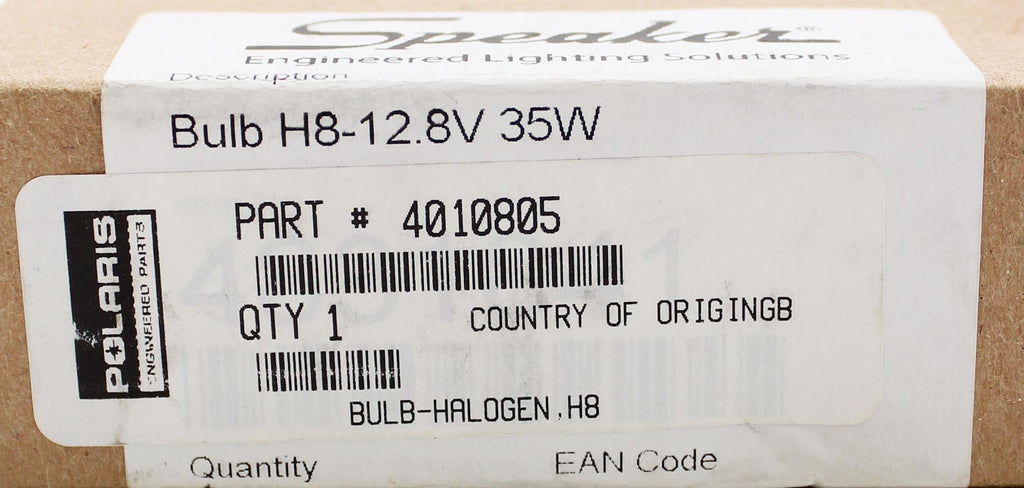 Speaker®
Engineered Lighting Solutions
Description
Bulb H8-12.8V 35W
POLARIS
ENGINEERED PARTS
PART # 4010805
QTY 1
COUNTRY OF ORIGINGB
BULB-HALOGEN.H8
Quantity
EAN Code